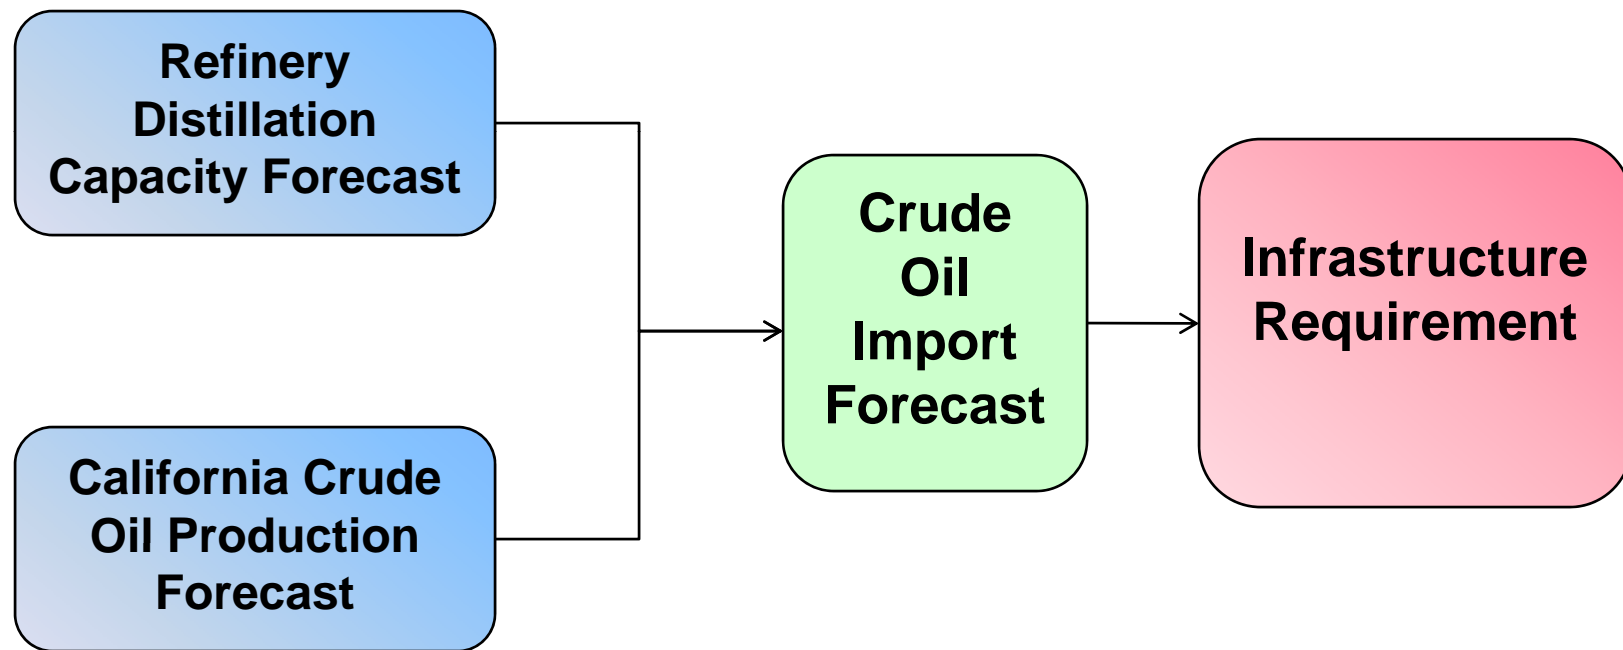 Refinery
Distillation
Capacity Forecast
California Crude
Oil Production
Forecast
Crude
Oil
Import
Forecast
Infrastructure
Requirement